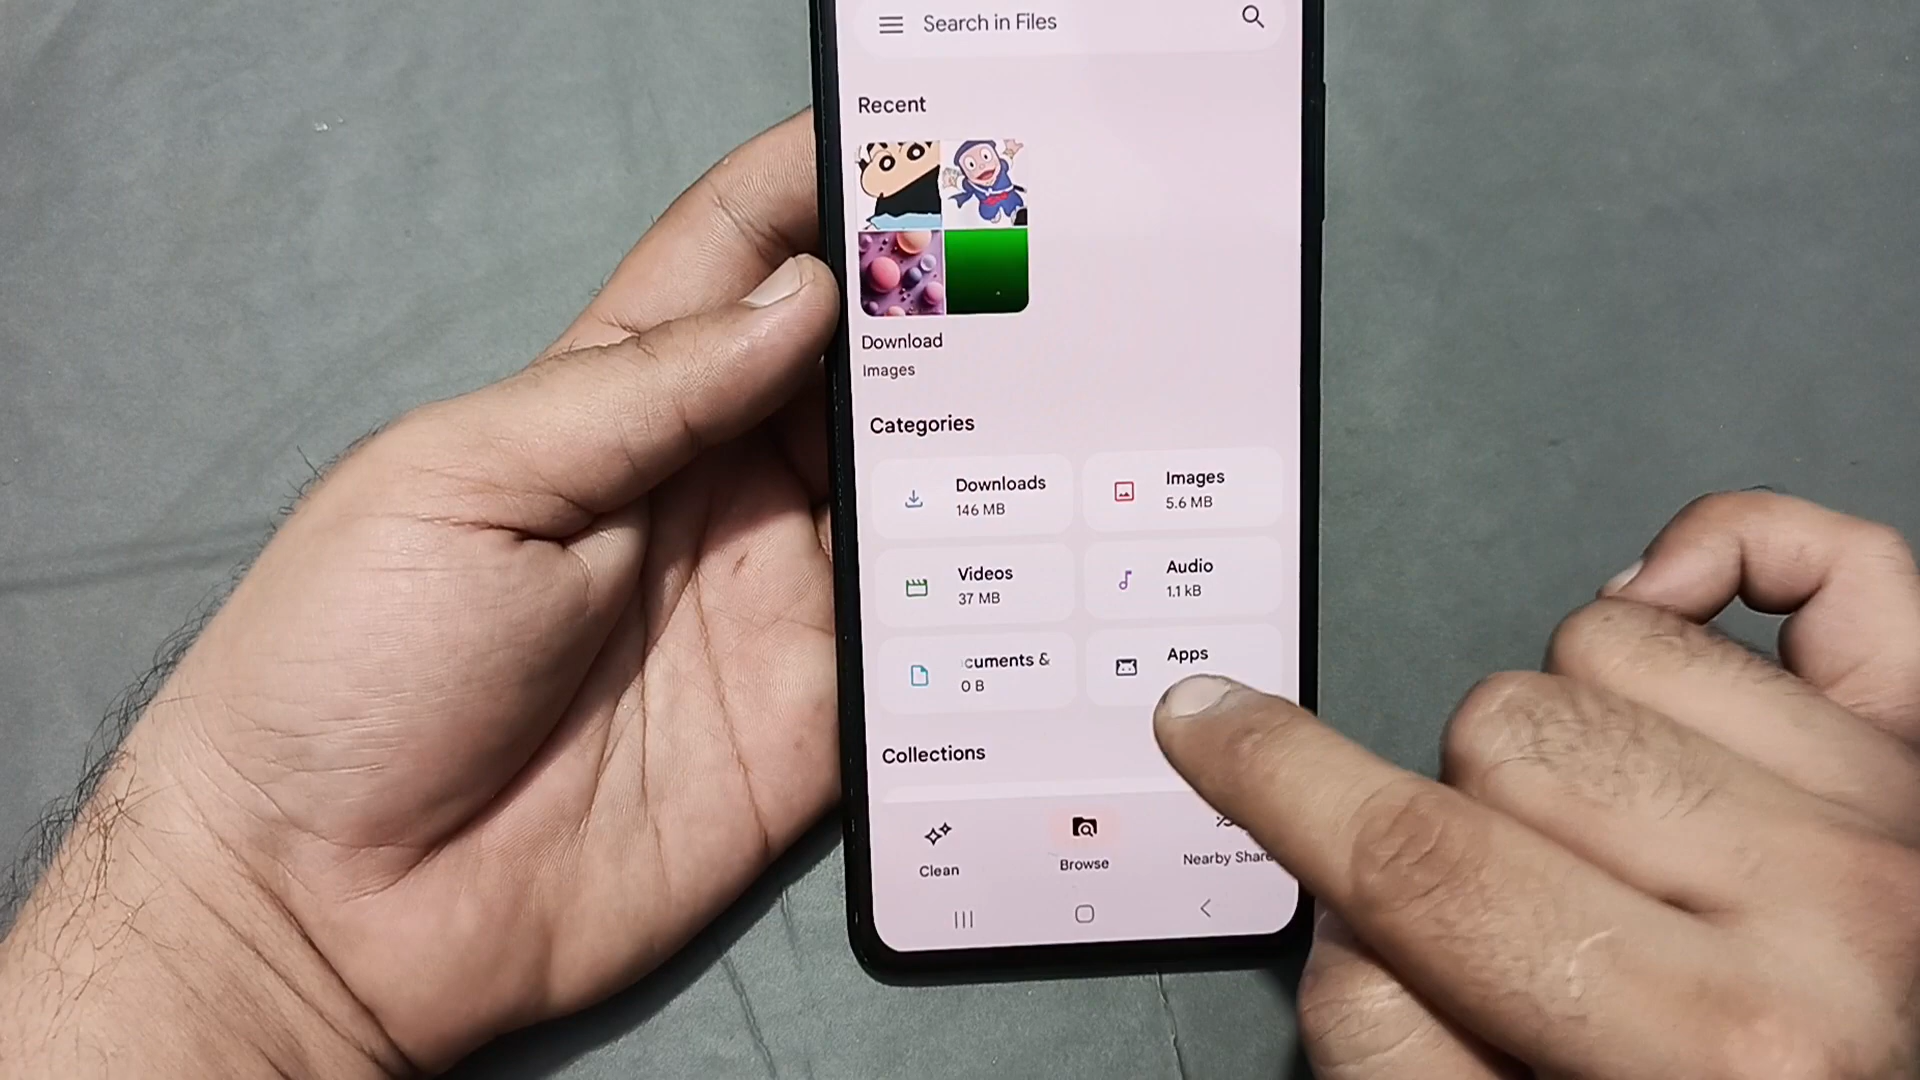 Search in Files
Recent
Download
Images
Categories
Downloads
146 MB
Images
5.6 MB
Videos
37 MB
Audio
1.1 kB
cuments &
0 B
Apps
Collections
Clean
Browse
Nearby Share